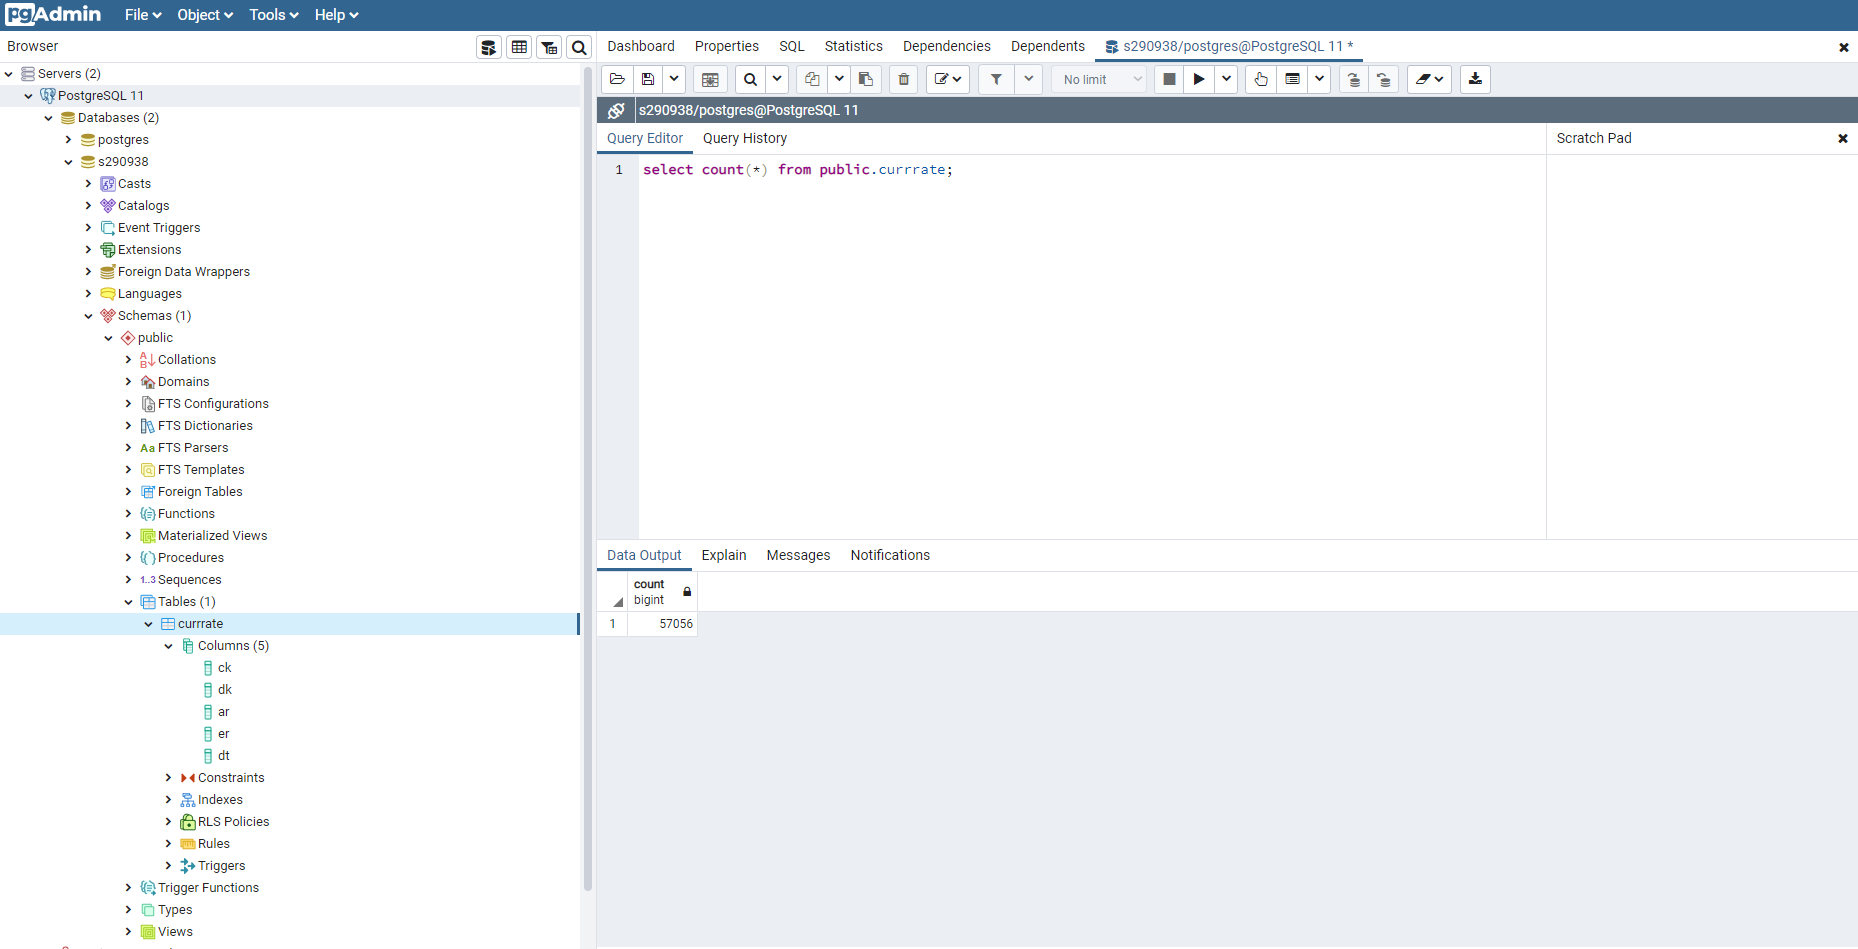 pgAdmin File Object Tools Help
Browser
Dashboard Properties SQL Statistics Dependencies Dependents s290938/postgres@PostgreSQL 11 *
Servers (2)
PostgreSQL 11
Databases (2)
postgres
s290938
Casts
Catalogs
Event Triggers
Extensions
Foreign Data Wrappers
Languages
Schemas (1)
public
Collations
Domains
FTS Configurations
FTS Dictionaries
Aa FTS Parsers
FTS Templates
Foreign Tables
Functions
Materialized Views
Procedures
1..3 Sequences
Tables (1)
currrate
Columns (5)
ck
dk
ar
er
dt
Constraints
Indexes
RLS Policies
Rules
Triggers
Trigger Functions
Types
Views
No limit
s290938/postgres@PostgreSQL 11
Query Editor Query History
Scratch Pad
1 select count(*) from public.currrate;
Data Output Explain Messages Notifications
count
bigint
1 57056